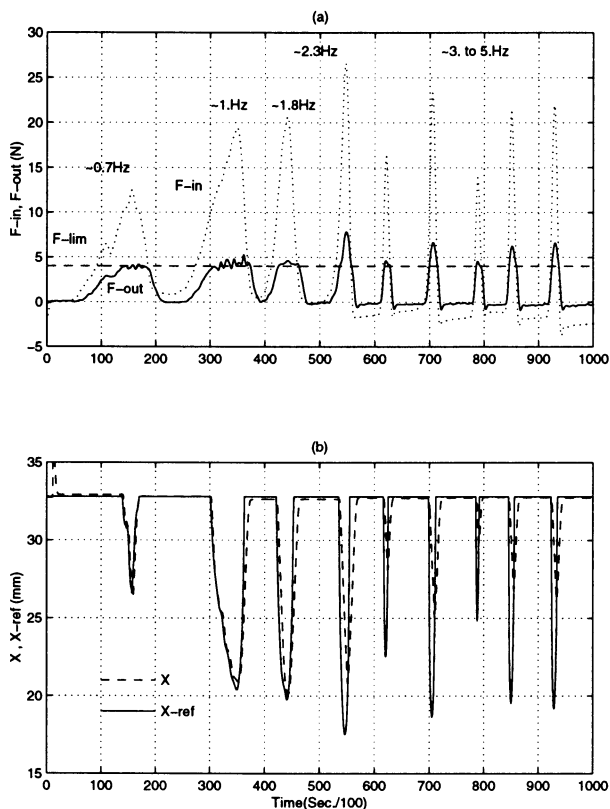 (a)
30
25
20
15
10
5
0
−5
F−in, F−out (N)
~0.7Hz
~1.Hz
~1.8Hz
~2.3Hz
~3. to 5.Hz
F−in
F−lim
F−out
0 100 200 300 400 500 600 700 800 900 1000
(b)
35
30
25
20
15
X , X−ref (mm)
X
X−ref
0 100 200 300 400 500 600 700 800 900 1000
Time(Sec./100)